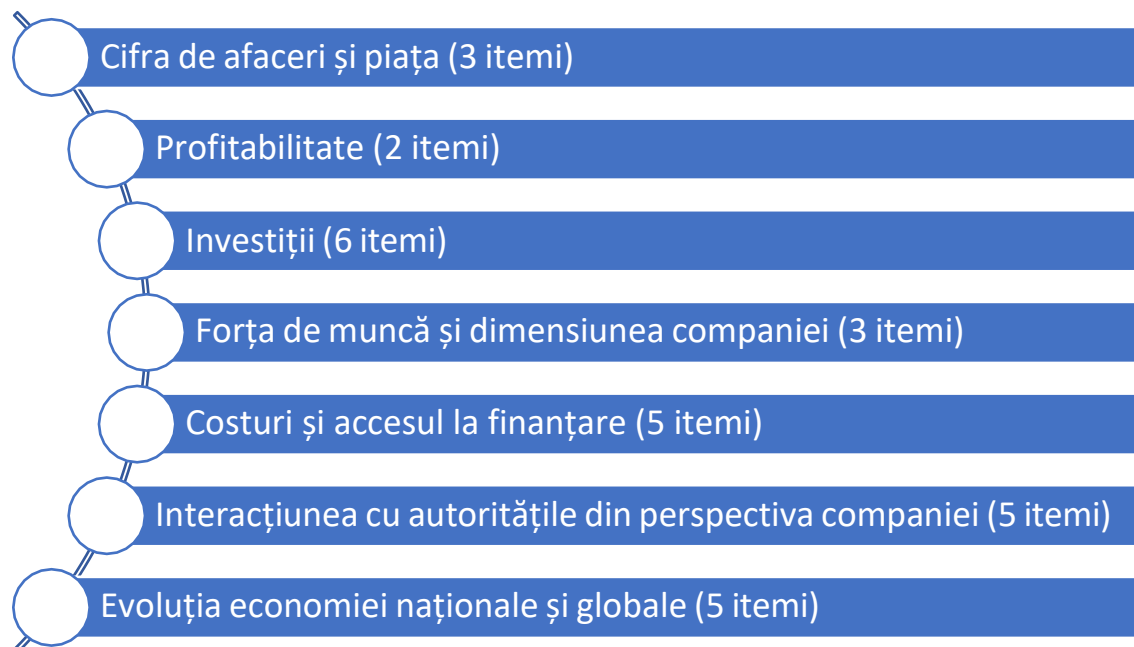 Cifra de afaceri și piața (3 itemi)
Profitabilitate (2 itemi)
Investiții (6 itemi)
Forța de muncă și dimensiunea companiei (3 itemi)
Costuri și accesul la finanțare (5 itemi)
Interacțiunea cu autoritățile din perspectiva companiei (5 itemi)
Evoluția economiei naționale și globale (5 itemi)